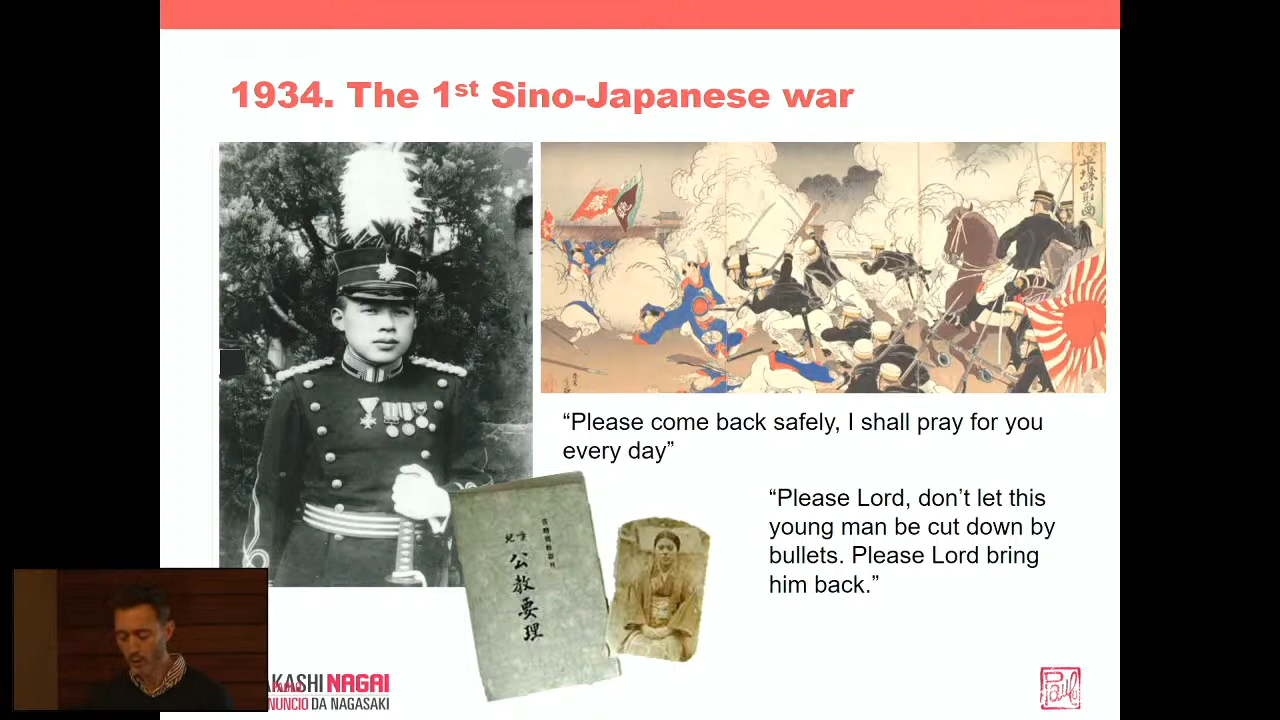 1934. The 1st Sino-Japanese war
“Please come back safely, I shall pray for you
every day”
“Please Lord, don’t let this
young man be cut down by
bullets. Please Lord bring
him back.”
公教要理
AKASHI NAGAI
NUNCIO DA NAGASAKI
Paul